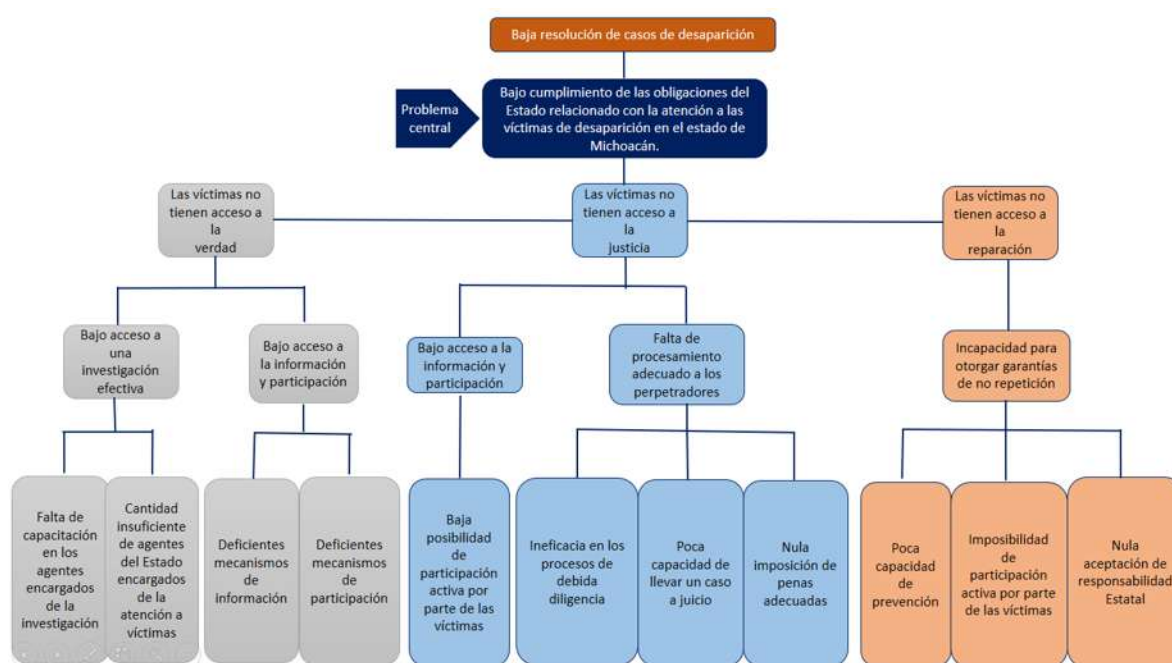 Baja resolución de casos de desaparición
Problema
central
Bajo cumplimiento de las obligaciones del
Estado relacionado con la atención a las
víctimas de desaparición en el estado de
Michoacán.
Las víctimas no
tienen acceso a
la
verdad
Las víctimas no
tienen acceso a
la
justicia
Las víctimas no
tienen acceso a
la
reparación
Bajo acceso a
una
investigación
efectiva
Bajo acceso a
la información
y participación
Bajo acceso a la
información y
participación
Falta de
procesamiento
adecuado a los
perpetradores
Incapacidad para
otorgar garantías
de no repetición
Falta de
capacitación
en los agentes
encargados
de la
investigación
Cantidad
insuficiente
de agentes
del Estado
encargados
de la
atención a
víctimas
Deficientes
mecanismos
de
información
Deficientes
mecanismos
de
participación
Baja
posibilidad
de
participación
activa por
parte de las
víctimas
Ineficacia en los
procesos de
debida
diligencia
Poca
capacidad de
llevar un caso
a juicio
Nula
imposición de
penas
adecuadas
Poca
capacidad
de
prevención
Imposibilidad
de
participación
activa por parte
de las víctimas
Nula
aceptación de
responsabilidad
Estatal